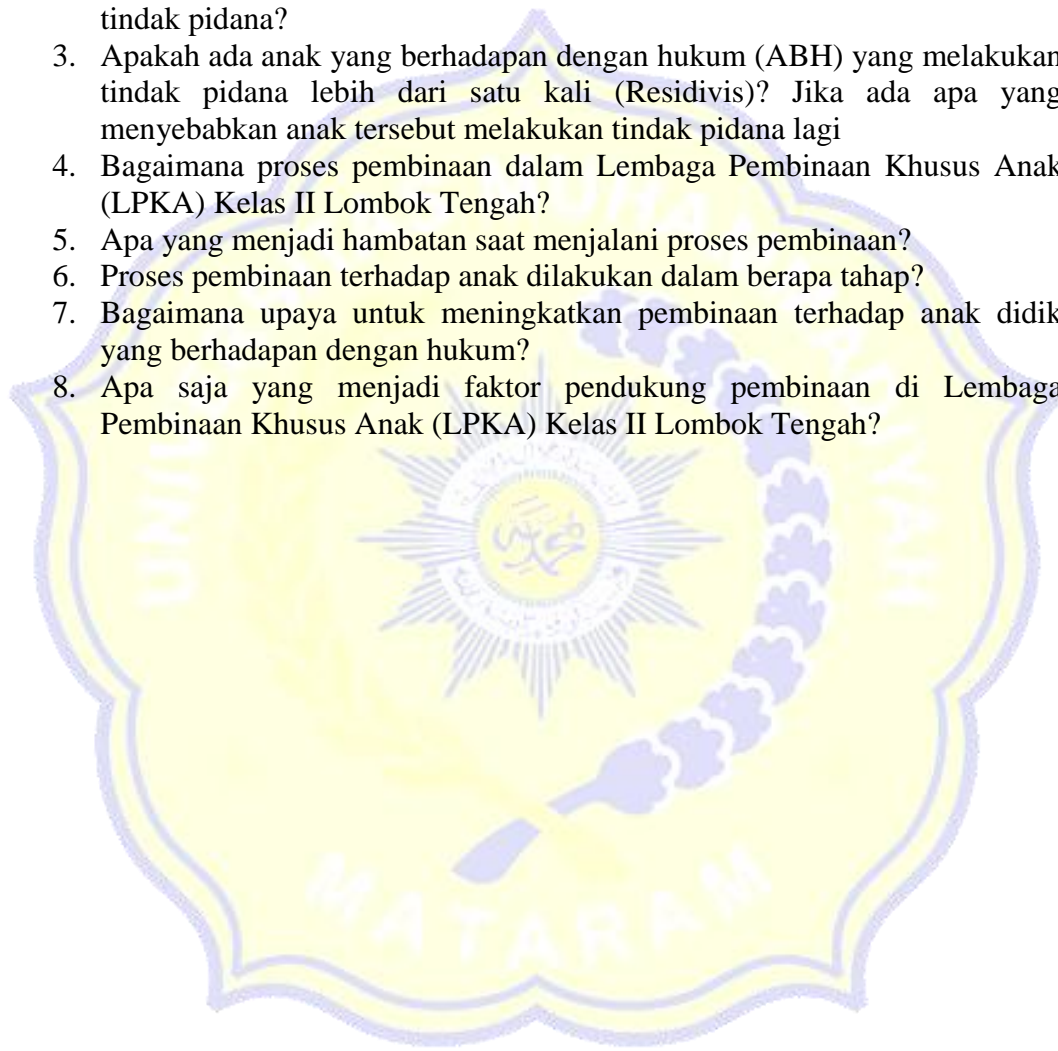 tindak pidana?
3. Apakah ada anak yang berhadapan dengan hukum (ABH) yang melakukan
tindak pidana lebih dari satu kali (Residivis)? Jika ada apa yang
menyebabkan anak tersebut melakukan tindak pidana lagi
4. Bagaimana proses pembinaan dalam Lembaga Pembinaan Khusus Anak
(LPKA) Kelas II Lombok Tengah?
5. Apa yang menjadi hambatan saat menjalani proses pembinaan?
6. Proses pembinaan terhadap anak dilakukan dalam berapa tahap?
7. Bagaimana upaya untuk meningkatkan pembinaan terhadap anak didik
yang berhadapan dengan hukum?
8. Apa saja yang menjadi faktor pendukung pembinaan di Lembaga
Pembinaan Khusus Anak (LPKA) Kelas II Lombok Tengah?
MATARAM